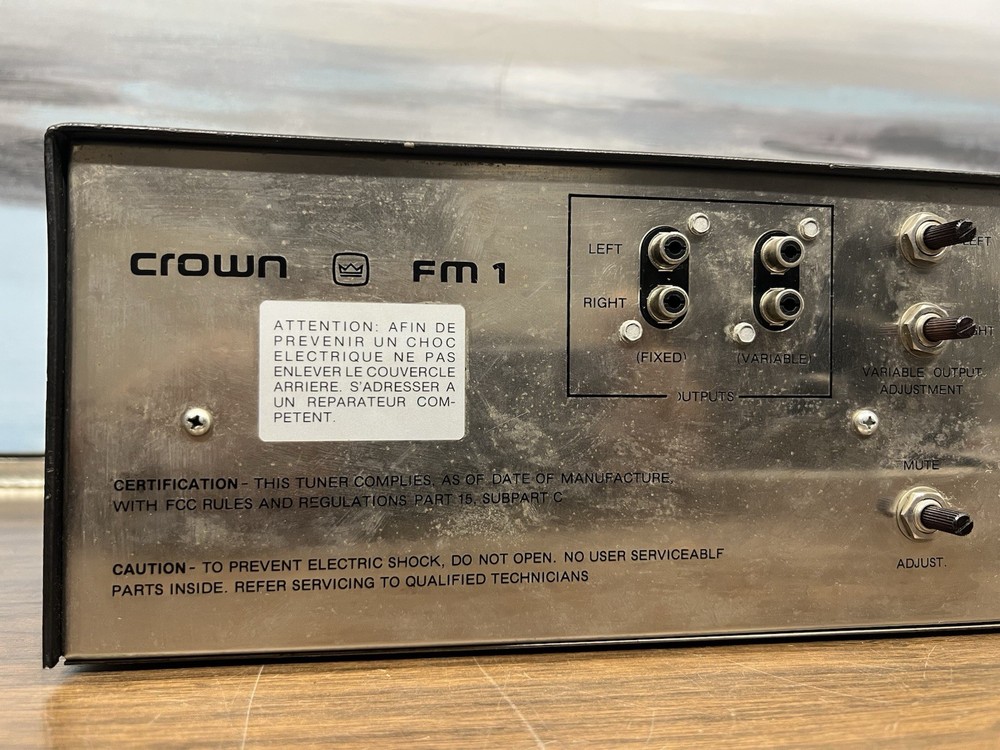 crown FM 1
ATTENTION: AFIN DE
PREVENIR UN CHOC
ELECTRIQUE NE PAS
ENLEVER LE COUVERCLE
ARRIERE. S'ADRESSER A
UN REPARATEUR COM-
PETENT.
CERTIFICATION - THIS TUNER COMPLIES, AS OF DATE OF MANUFACTURE,
WITH FCC RULES AND REGULATIONS PART 15, SUBPART C
CAUTION - TO PREVENT ELECTRIC SHOCK, DO NOT OPEN. NO USER SERVICEABLE
PARTS INSIDE. REFER SERVICING TO QUALIFIED TECHNICIANS
LEFT
RIGHT
(FIXED) (VARIABLE)
OUTPUTS
LEFT
VARIABLE OUTPUT
ADJUSTMENT
MUTE
ADJUST.